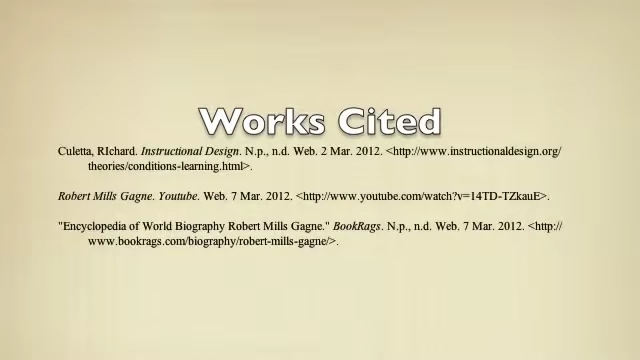 Works Cited
Culetta, RIchard. Instructional Design. N.p., n.d. Web. 2 Mar. 2012. <http://www.instructionaldesign.org/
theories/conditions-learning.html>.
Robert Mills Gagne. Youtube. Web. 7 Mar. 2012. <http://www.youtube.com/watch?v=14TD-TZkauE>.
"Encyclopedia of World Biography Robert Mills Gagne." BookRags. N.p., n.d. Web. 7 Mar. 2012. <http://
www.bookrags.com/biography/robert-mills-gagne/>.